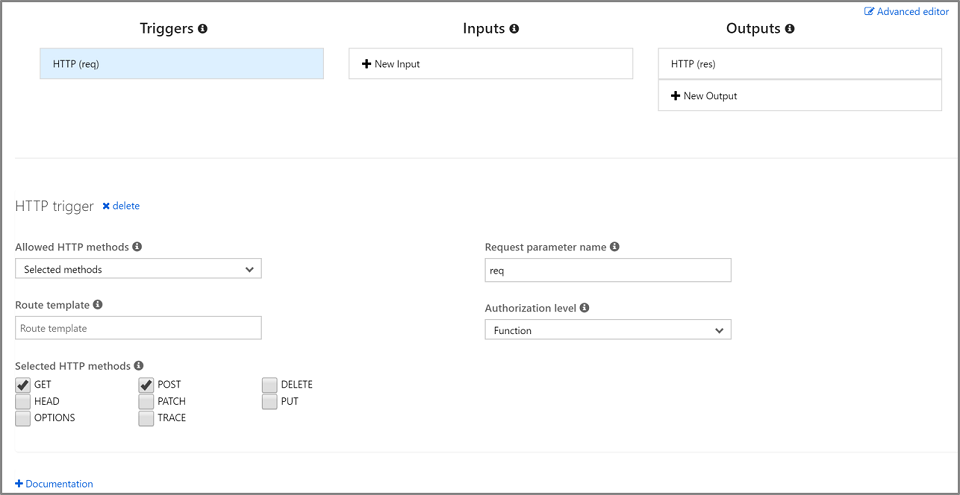 Advanced editor
Triggers
Inputs
Outputs
HTTP (req)
New Input
HTTP (res)
New Output
HTTP trigger delete
Allowed HTTP methods
Request parameter name
Selected methods
req
Route template
Authorization level
Route template
Function
Selected HTTP methods
GET POST DELETE
HEAD PATCH PUT
OPTIONS TRACE
Documentation